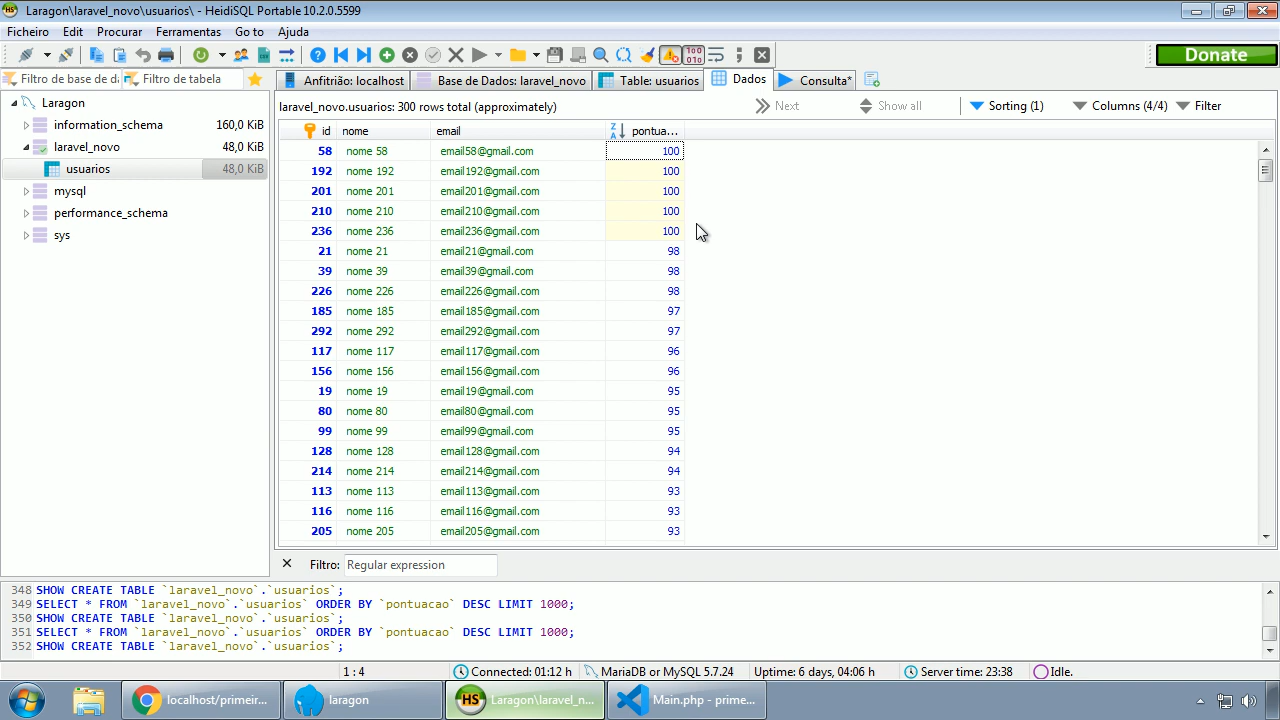 Laragon\laravel_novo\usuarios\ - HeidiSQL Portable 10.2.0.5599
Ficheiro Edit Procurar Ferramentas Go to Ajuda
Donate
Filtro de base de d Filtro de tabela
Anfitrião: localhost Base de Dados: laravel_novo Table: usuarios Dados Consulta*
Laragon
information_schema 160,0 KiB
laravel_novo 48,0 KiB
usuarios 48,0 KiB
mysql
performance_schema
sys
laravel_novo.usuarios: 300 rows total (approximately) Next Show all Sorting (1) Columns (4/4) Filter
id nome email pontua...
58 nome 58 email58@gmail.com 100
192 nome 192 email192@gmail.com 100
201 nome 201 email201@gmail.com 100
210 nome 210 email210@gmail.com 100
236 nome 236 email236@gmail.com 100
21 nome 21 email21@gmail.com 98
39 nome 39 email39@gmail.com 98
226 nome 226 email226@gmail.com 98
185 nome 185 email185@gmail.com 97
292 nome 292 email292@gmail.com 97
117 nome 117 email117@gmail.com 96
156 nome 156 email156@gmail.com 96
19 nome 19 email19@gmail.com 95
80 nome 80 email80@gmail.com 95
99 nome 99 email99@gmail.com 95
128 nome 128 email128@gmail.com 94
214 nome 214 email214@gmail.com 94
113 nome 113 email113@gmail.com 93
116 nome 116 email116@gmail.com 93
205 nome 205 email205@gmail.com 93
Filtro: Regular expression
348 SHOW CREATE TABLE `laravel_novo`.`usuarios`;
349 SELECT * FROM `laravel_novo`.`usuarios` ORDER BY `pontuacao` DESC LIMIT 1000;
350 SHOW CREATE TABLE `laravel_novo`.`usuarios`;
351 SELECT * FROM `laravel_novo`.`usuarios` ORDER BY `pontuacao` DESC LIMIT 1000;
352 SHOW CREATE TABLE `laravel_novo`.`usuarios`;
1 : 4 Connected: 01:12 h MariaDB or MySQL 5.7.24 Uptime: 6 days, 04:06 h Server time: 23:38 Idle.
localhost/primeir... laragon HS Laragon\laravel_n... Main.php - prime...